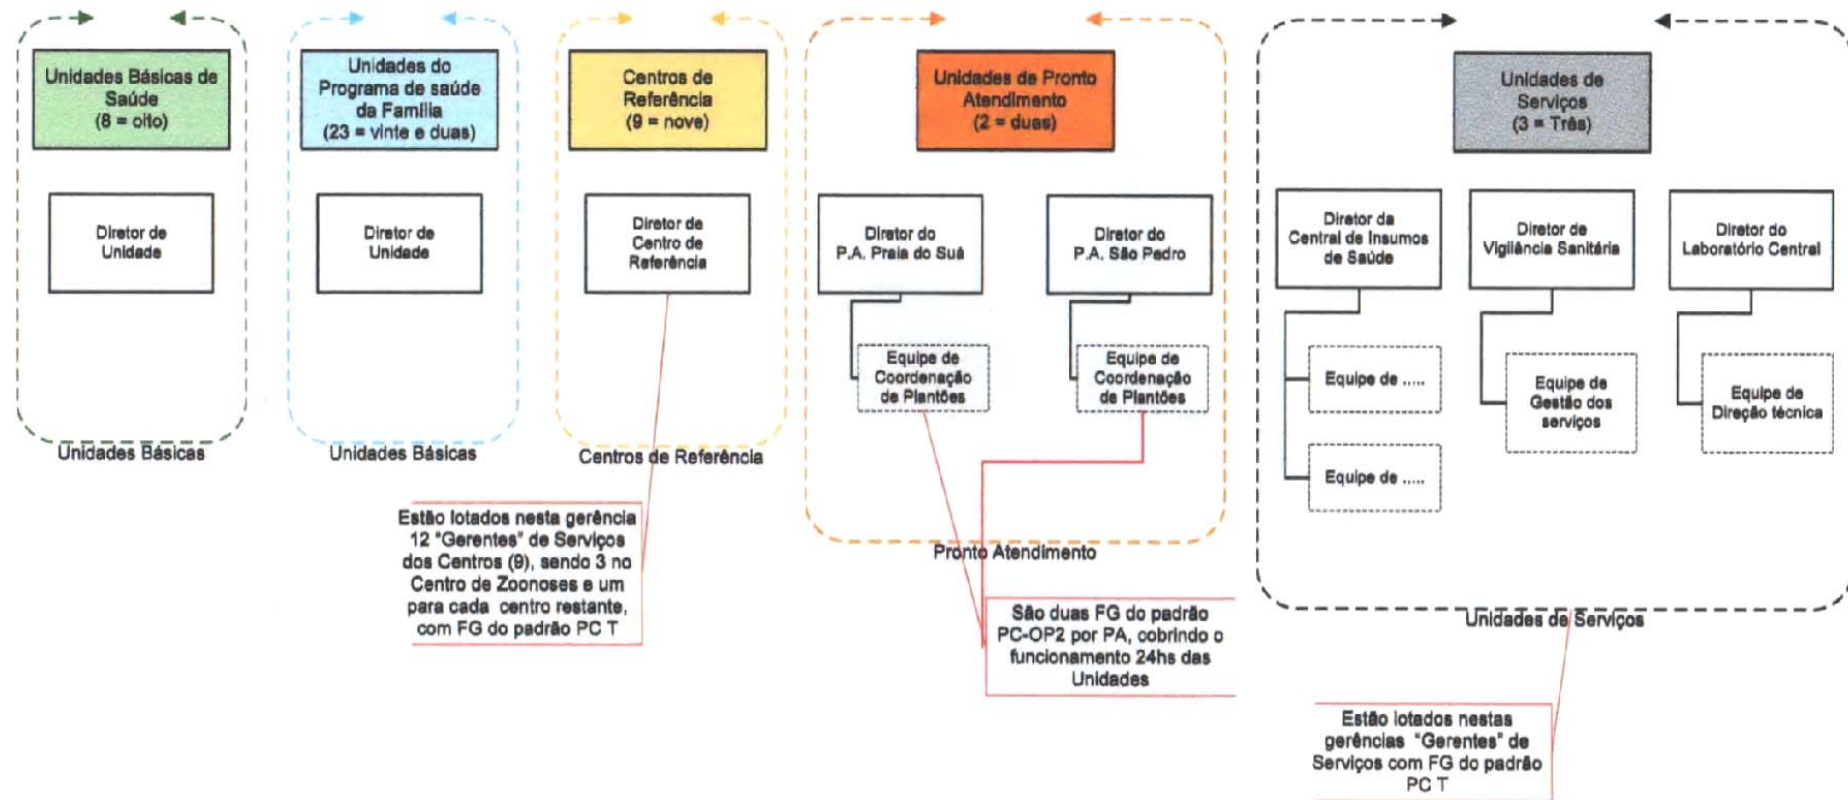 Unidades Básicas de
Saúde
(8 = oito)
Unidades do
Programa de saúde
da Família
(23 = vinte e duas)
Centros de
Referência
(9 = nove)
Unidades de Pronto
Atendimento
(2 = duas)
Unidades de
Serviços
(3 = Três)
Diretor de
Unidade
Diretor de
Unidade
Diretor de
Centro de
Referência
Diretor do
P.A. Praia do Suá
Diretor do
P.A. São Pedro
Diretor da
Central de Insumos
de Saúde
Diretor de
Vigilância Sanitária
Diretor do
Laboratório Central
Equipe de
Coordenação
de Plantões
Equipe de
Coordenação
de Plantões
Equipe de .....
Equipe de
Gestão dos
serviços
Equipe de
Direção técnica
Equipe de .....
Unidades Básicas
Unidades Básicas
Centros de Referência
Pronto Atendimento
Unidades de Serviços
Estão lotados nesta gerência
12 "Gerentes" de Serviços
dos Centros (9), sendo 3 no
Centro de Zoonoses e um
para cada centro restante,
com FG do padrão PC T
São duas FG do padrão
PC-OP2 por PA, cobrindo o
funcionamento 24hs das
Unidades
Estão lotados nestas
gerências "Gerentes" de
Serviços com FG do padrão
PC T